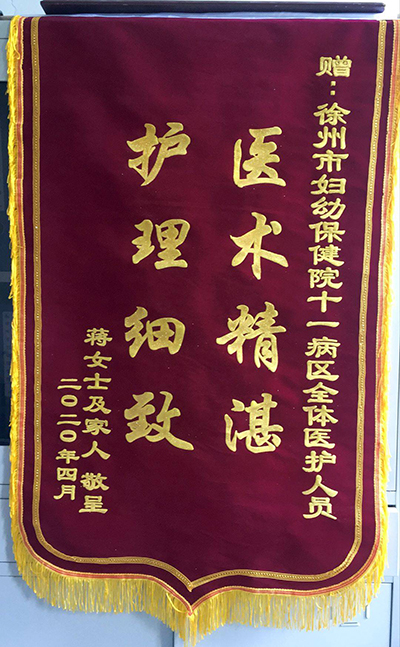 赠：徐州市妇幼保健院十一病区全体医护人员
医术精湛
护理细致
蒋女士及家人 敬呈
二〇二〇年四月